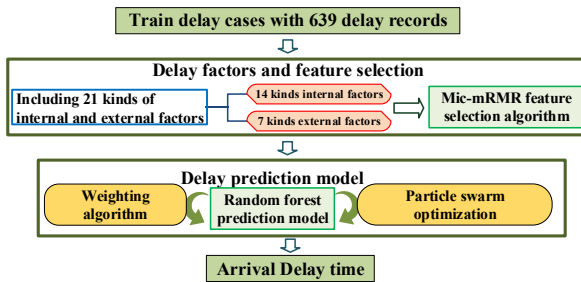 Train delay cases with 639 delay records
Delay factors and feature selection
Including 21 kinds of
internal and external factors
14 kinds internal factors
7 kinds external factors
Mic-mRMR feature
selection algorithm
Delay prediction model
Weighting
algorithm
Random forest
prediction model
Particle swarm
optimization
Arrival Delay time